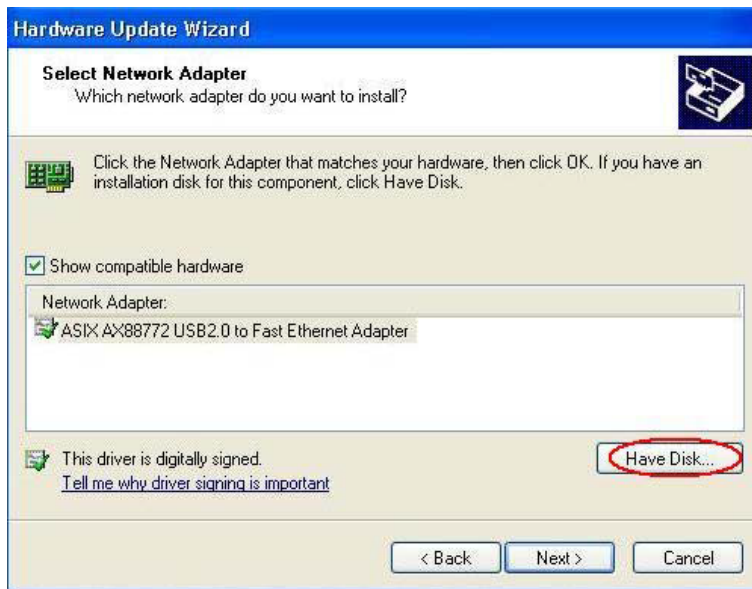 Hardware Update Wizard
Select Network Adapter
Which network adapter do you want to install?
Click the Network Adapter that matches your hardware, then click OK. If you have an
installation disk for this component, click Have Disk.
Show compatible hardware
Network Adapter:
ASIX AX88772 USB2.0 to Fast Ethernet Adapter
This driver is digitally signed.
Have Disk...
Tell me why driver signing is important
< Back
Next >
Cancel